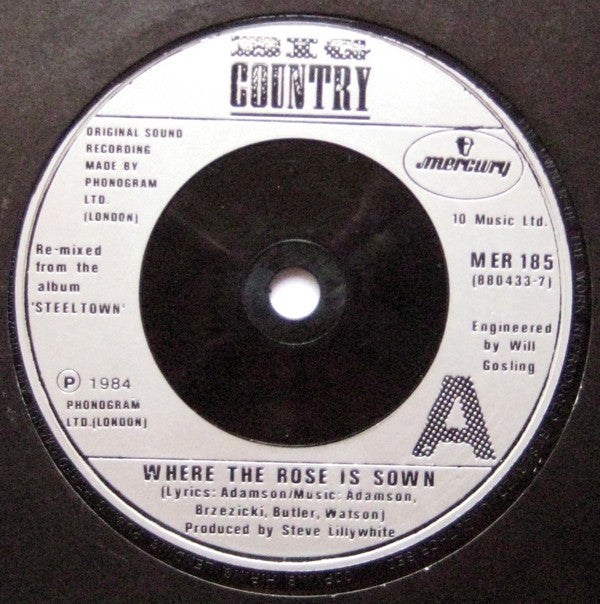 BIG
COUNTRY
ORIGINAL SOUND
RECORDING
MADE BY
PHONOGRAM
LTD.
(LONDON)
mercury
10 Music Ltd.
Re-mixed
from the
album
'STEELTOWN'
MER 185
(880433-7)
Engineered
by Will
Gosling
Ⓟ 1984
PHONOGRAM
LTD.(LONDON)
A
WHERE THE ROSE IS SOWN
(Lyrics: Adamson/Music: Adamson,
Brzezicki, Butler, Watson)
Produced by Steve Lillywhite